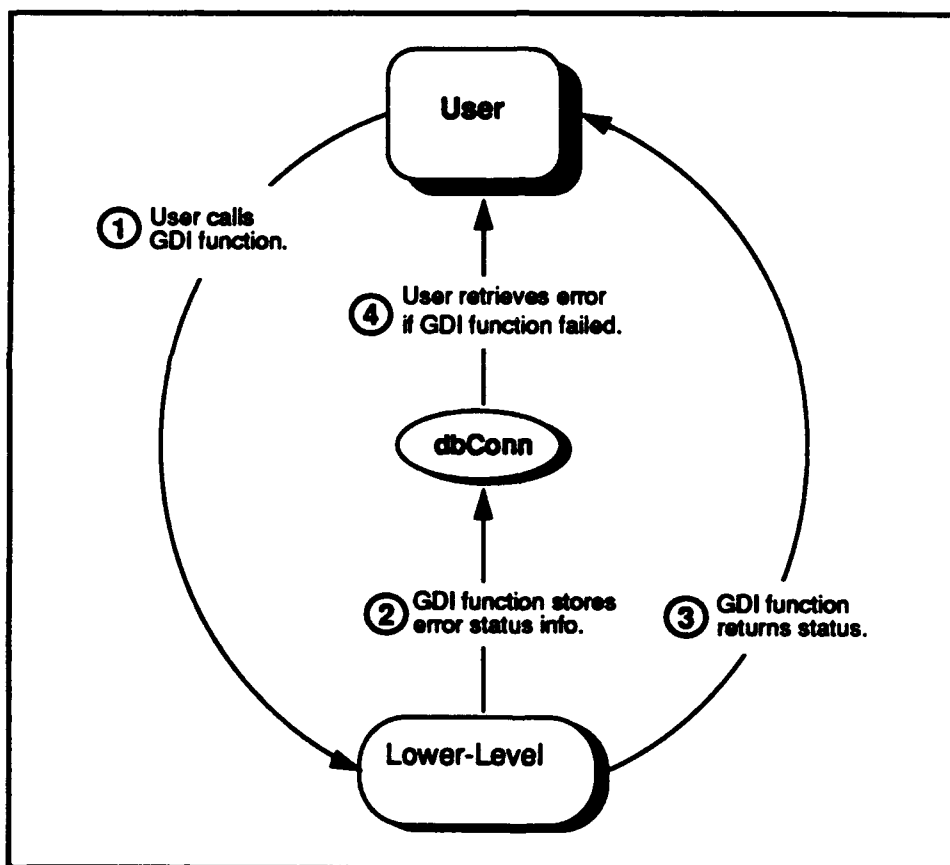 User
1 User calls
GDI function.
4 User retrieves error
if GDI function failed.
dbConn
2 GDI function stores
error status info.
3 GDI function
returns status.
Lower-Level